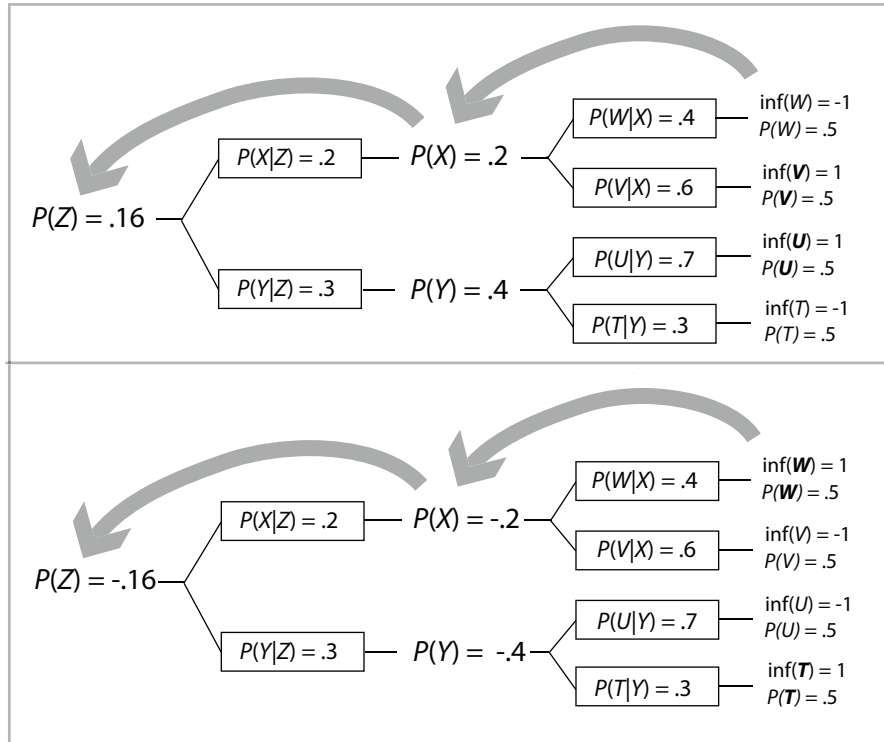 inf(W) = -1
P(W) = .5
P(W|X) = .4
P(X|Z) = .2
P(X) = .2
inf(V) = 1
P(V) = .5
P(V|X) = .6
P(Z) = .16
inf(U) = 1
P(U) = .5
P(U|Y) = .7
P(Y|Z) = .3
P(Y) = .4
inf(T) = -1
P(T) = .5
P(T|Y) = .3
inf(W) = 1
P(W) = .5
P(W|X) = .4
P(X|Z) = .2
P(X) = -.2
inf(V) = -1
P(V) = .5
P(V|X) = .6
P(Z) = -.16
inf(U) = -1
P(U) = .5
P(U|Y) = .7
P(Y|Z) = .3
P(Y) = -.4
inf(T) = 1
P(T) = .5
P(T|Y) = .3